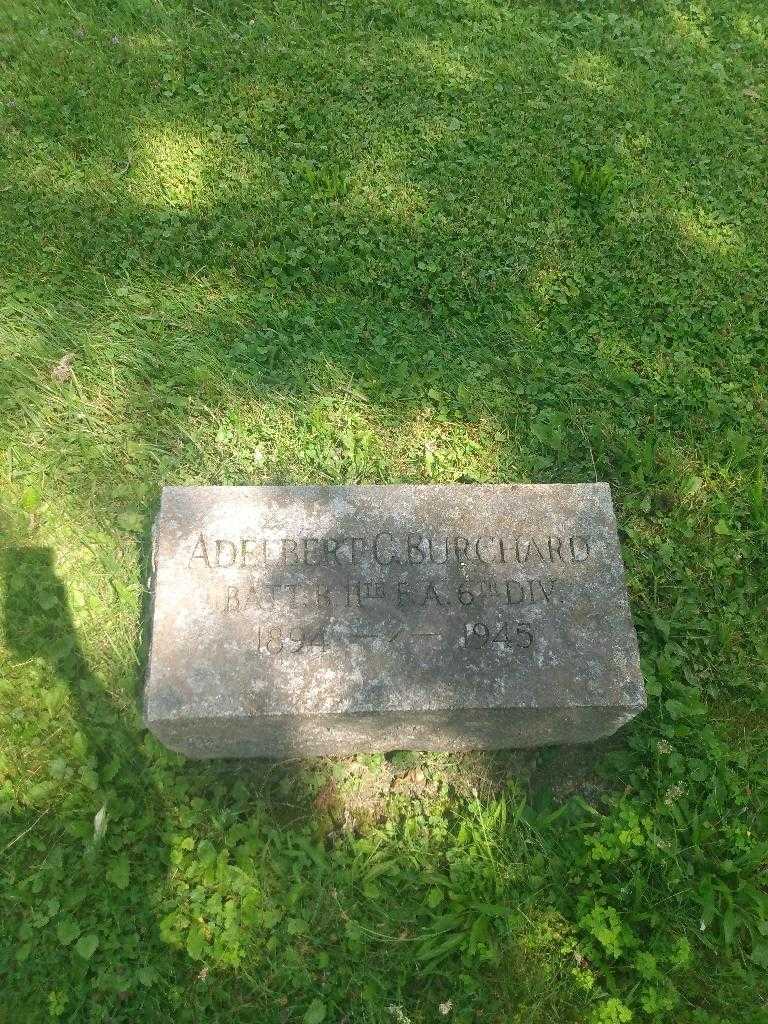 ADELBERT G. BURCHARD
BATT. B. 11TH F.A. 6TH DIV.
1894 — 1945